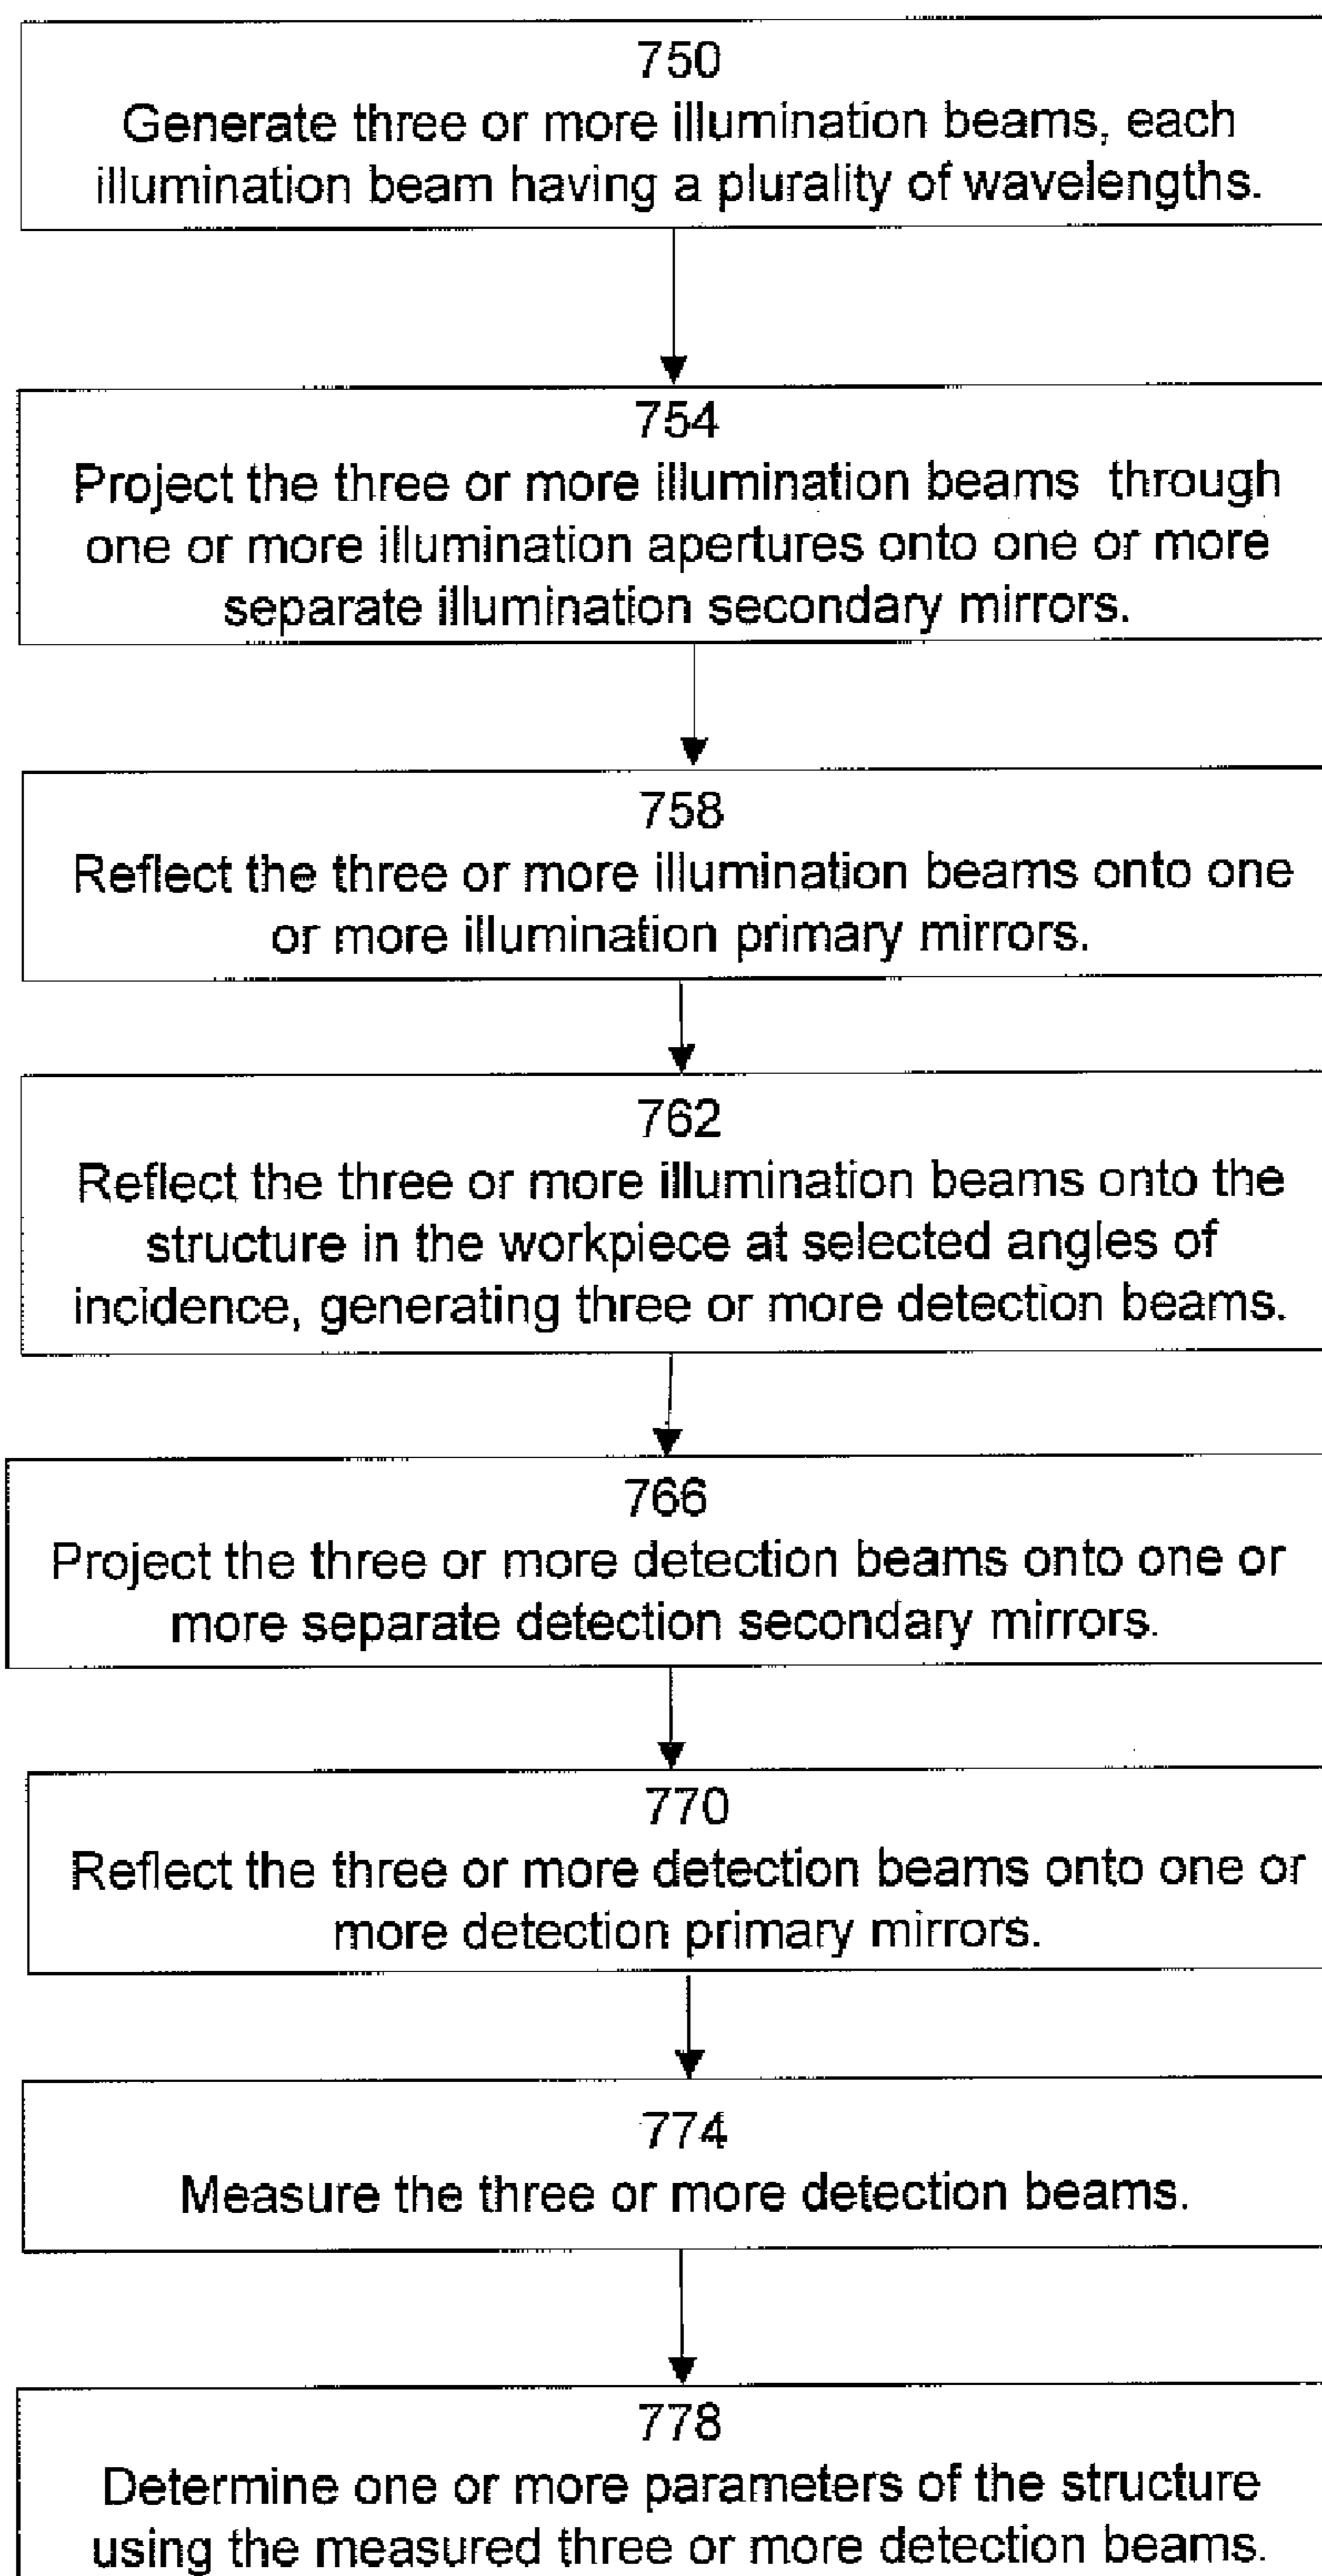 750
Generate three or more illumination beams, each
illumination beam having a plurality of wavelengths.
754
Project the three or more illumination beams through
one or more illumination apertures onto one or more
separate illumination secondary mirrors.
758
Reflect the three or more illumination beams onto one
or more illumination primary mirrors.
762
Reflect the three or more illumination beams onto the
structure in the workpiece at selected angles of
incidence, generating three or more detection beams.
766
Project the three or more detection beams onto one or
more separate detection secondary mirrors.
770
Reflect the three or more detection beams onto one or
more detection primary mirrors.
774
Measure the three or more detection beams.
778
Determine one or more parameters of the structure
using the measured three or more detection beams.